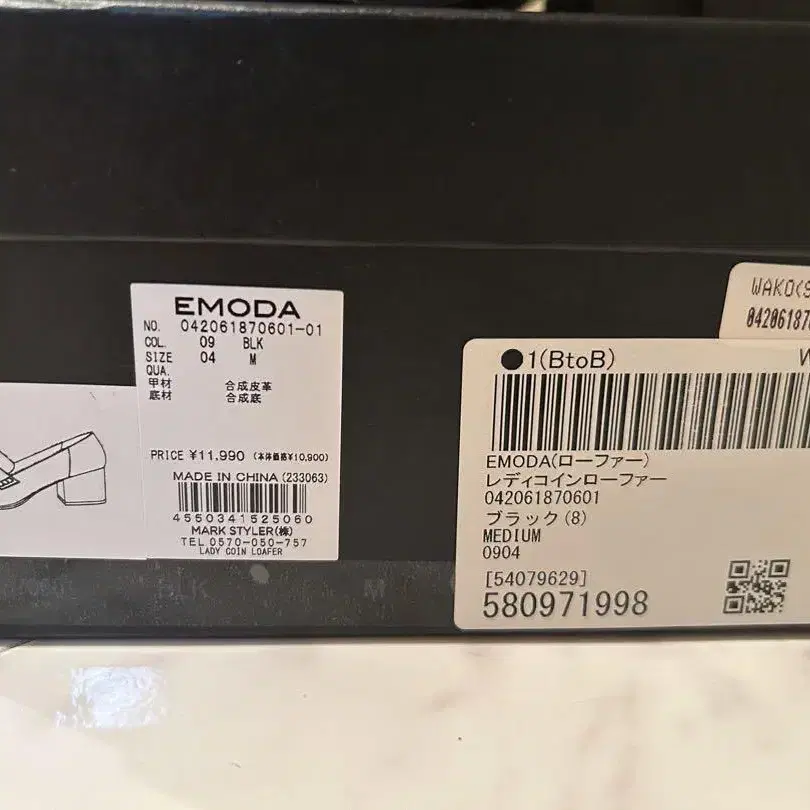 EMODA
NO. 042061870601-01
COL. 09 BLK
SIZE 04 M
QUA.
甲材 合成皮革
底材 合成底
PRICE ¥11,990 (本体価格¥10,900)
MADE IN CHINA (233063)
4550341525060
MARK STYLER(株)
TEL 0570-050-757
LADY COIN LOAFER
BLK M
WAKO(S
04206187
●1(BtoB) W
EMODA(ローファー)
レディコインローファー
042061870601
ブラック(8)
MEDIUM
0904
[54079629]
580971998